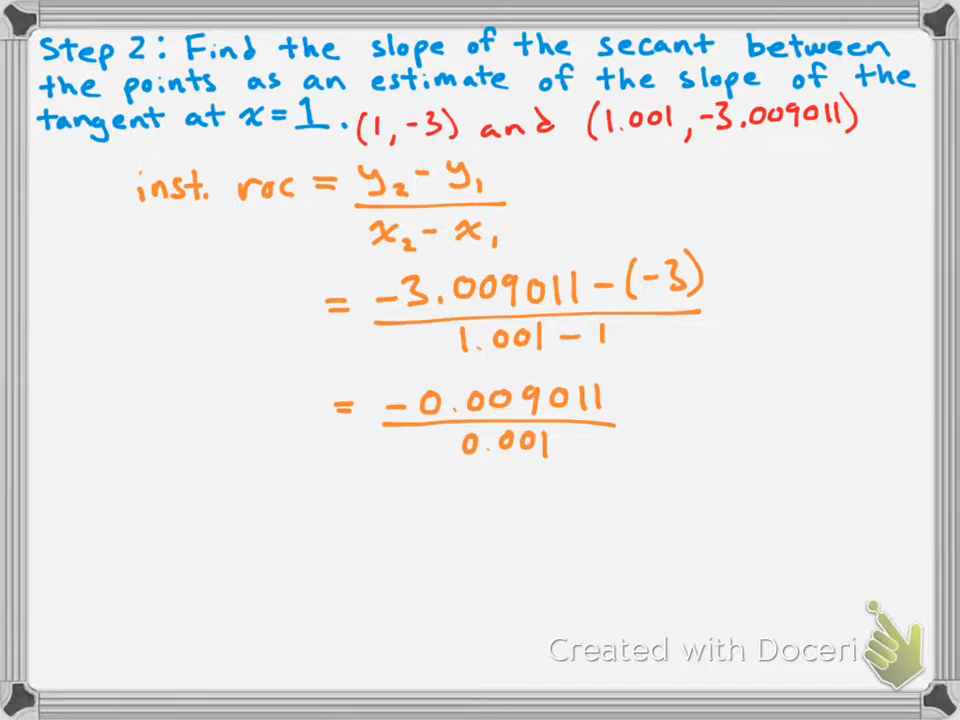 Step 2: Find the slope of the secant between
the points as an estimate of the slope of the
tangent at x = 1. (1, -3) and (1.001, -3.009011)
inst. roc = y₂ - y₁
x₂ - x₁
= -3.009011 - (-3)
1.001 - 1
= -0.009011
0.001
Created with Doceri